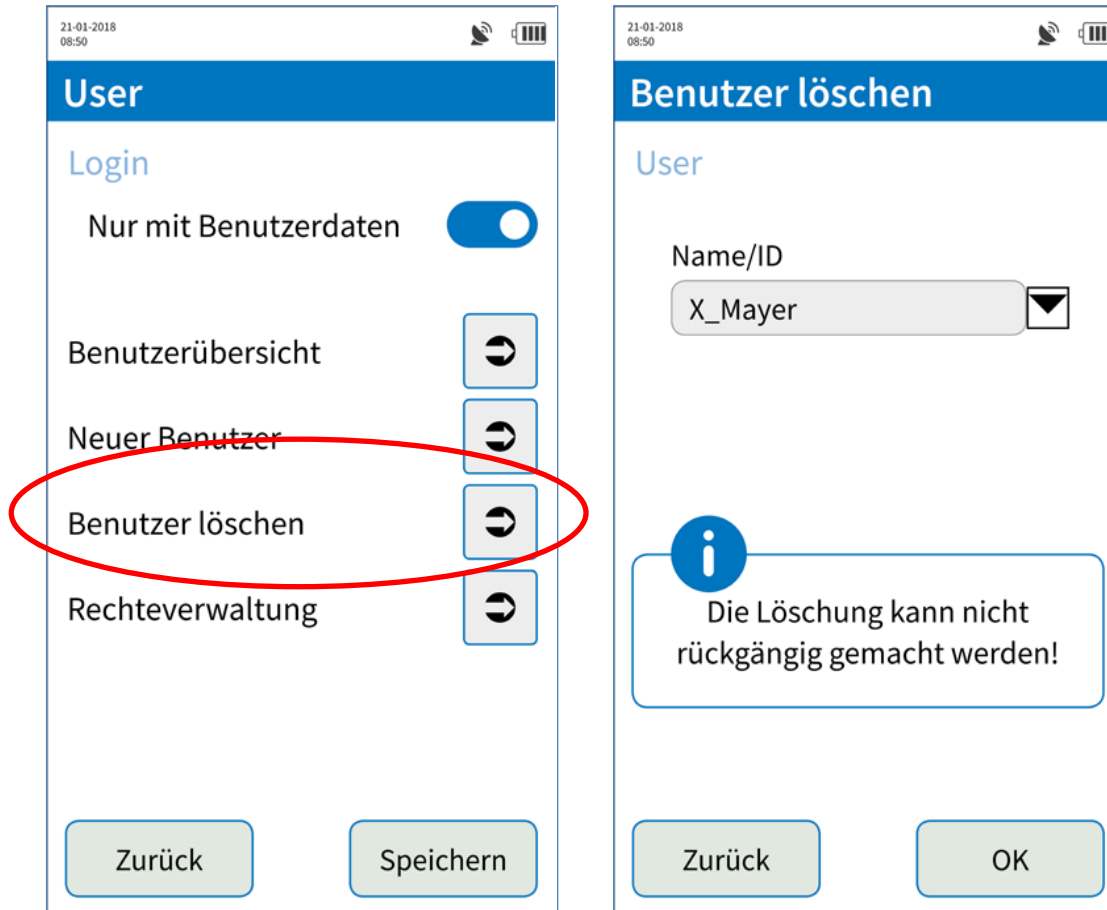 21-01-2018
08:50
User
Login
Nur mit Benutzerdaten
Benutzerübersicht
Neuer Benutzer
Benutzer löschen
Rechteverwaltung
Zurück
Speichern
21-01-2018
08:50
Benutzer löschen
User
Name/ID
X_Mayer
Die Löschung kann nicht
rückgängig gemacht werden!
Zurück
OK